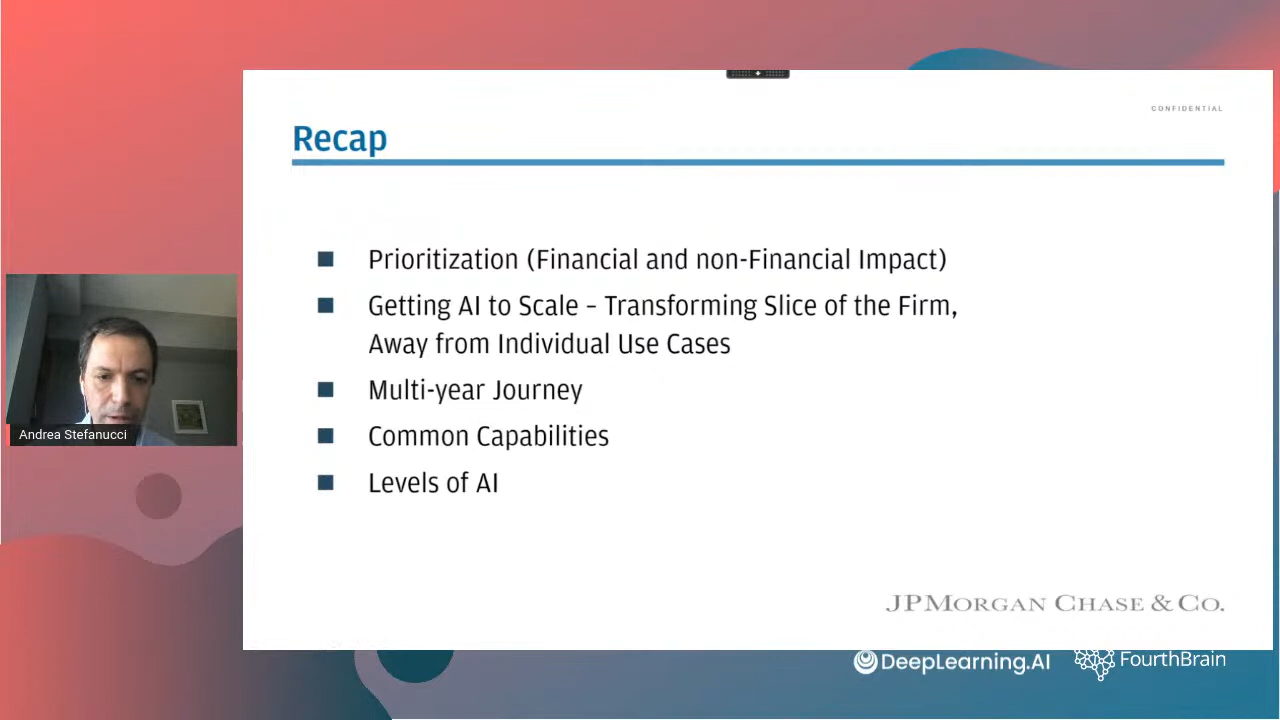 CONFIDENTIAL
Recap
Prioritization (Financial and non-Financial Impact)
Getting AI to Scale – Transforming Slice of the Firm,
Away from Individual Use Cases
Multi-year Journey
Common Capabilities
Levels of AI
Andrea Stefanucci
JPMORGAN CHASE & CO.
DeepLearning.AI
FourthBrain